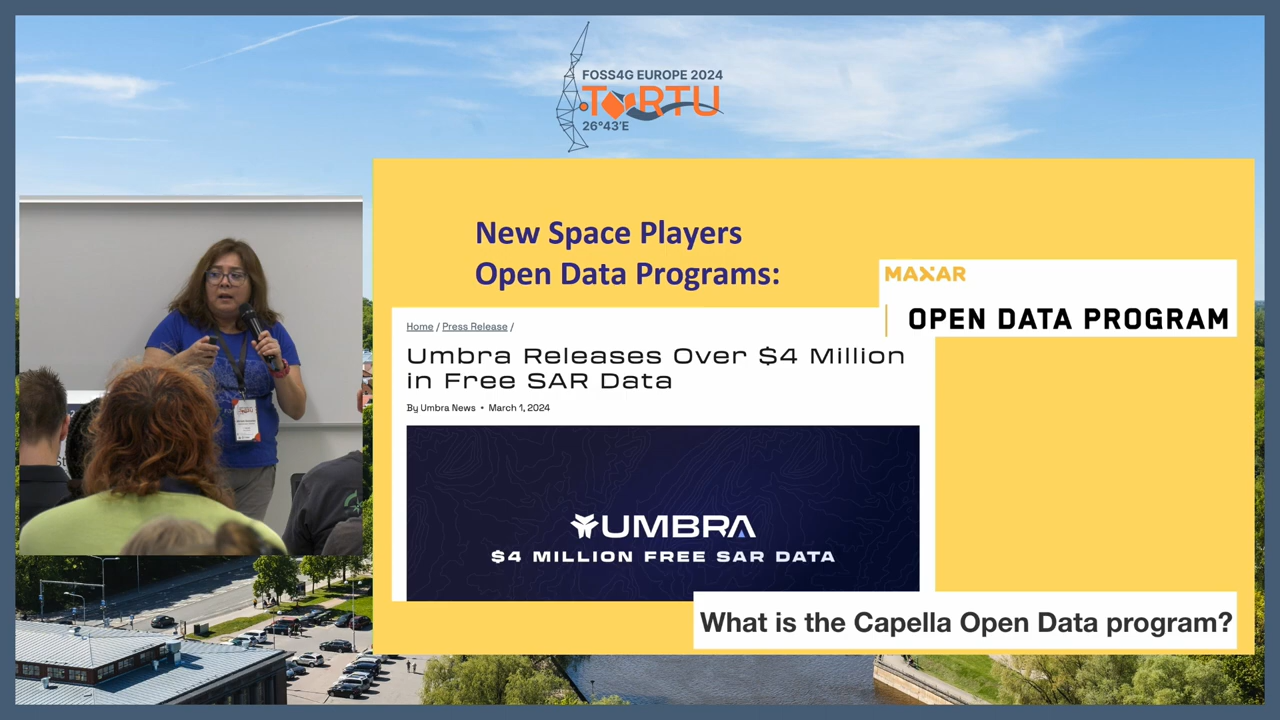 FOSS4G EUROPE 2024
TARTU
26°43'E
New Space Players
Open Data Programs:
MAXAR
OPEN DATA PROGRAM
Home / Press Release /
Umbra Releases Over $4 Million
in Free SAR Data
By Umbra News • March 1, 2024
UMBRA
$4 MILLION FREE SAR DATA
What is the Capella Open Data program?